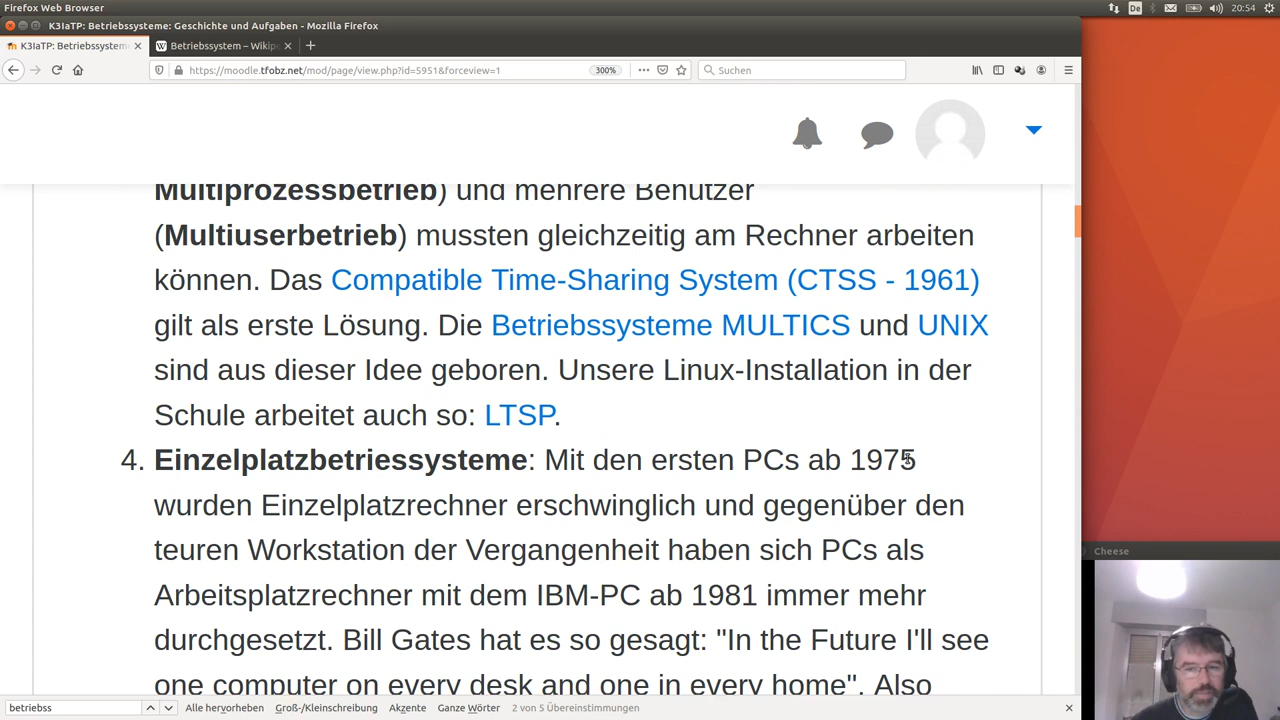 Firefox Web Browser
De
20:54
K3IaTP: Betriebssysteme: Geschichte und Aufgaben - Mozilla Firefox
K3IaTP: Betriebssysteme
Betriebssystem – Wikip
https://moodle.tfobz.net/mod/page/view.php?id=5951&forceview=1
300%
Suchen
Multiprozessbetrieb) und mehrere Benutzer
(Multiuserbetrieb) mussten gleichzeitig am Rechner arbeiten
können. Das Compatible Time-Sharing System (CTSS - 1961)
gilt als erste Lösung. Die Betriebssysteme MULTICS und UNIX
sind aus dieser Idee geboren. Unsere Linux-Installation in der
Schule arbeitet auch so: LTSP.
4. Einzelplatzbetriessysteme: Mit den ersten PCs ab 1975
wurden Einzelplatzrechner erschwinglich und gegenüber den
teuren Workstation der Vergangenheit haben sich PCs als
Arbeitsplatzrechner mit dem IBM-PC ab 1981 immer mehr
durchgesetzt. Bill Gates hat es so gesagt: "In the Future I'll see
one computer on every desk and one in every home". Also
Cheese
betriebss
Alle hervorheben
Groß-/Kleinschreibung
Akzente
Ganze Wörter
2 von 5 Übereinstimmungen